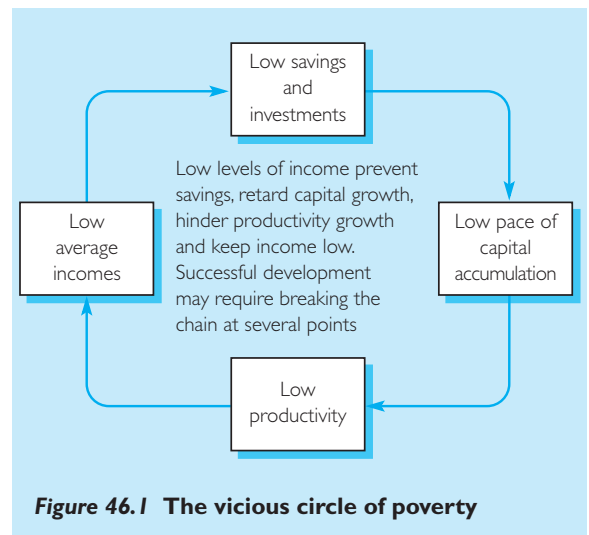 Low savings
and
investments
Low levels of income prevent
savings, retard capital growth,
hinder productivity growth
and keep income low.
Successful development
may require breaking the
chain at several points
Low
average
incomes
Low pace of
capital
accumulation
Low
productivity
Figure 46.1 The vicious circle of poverty